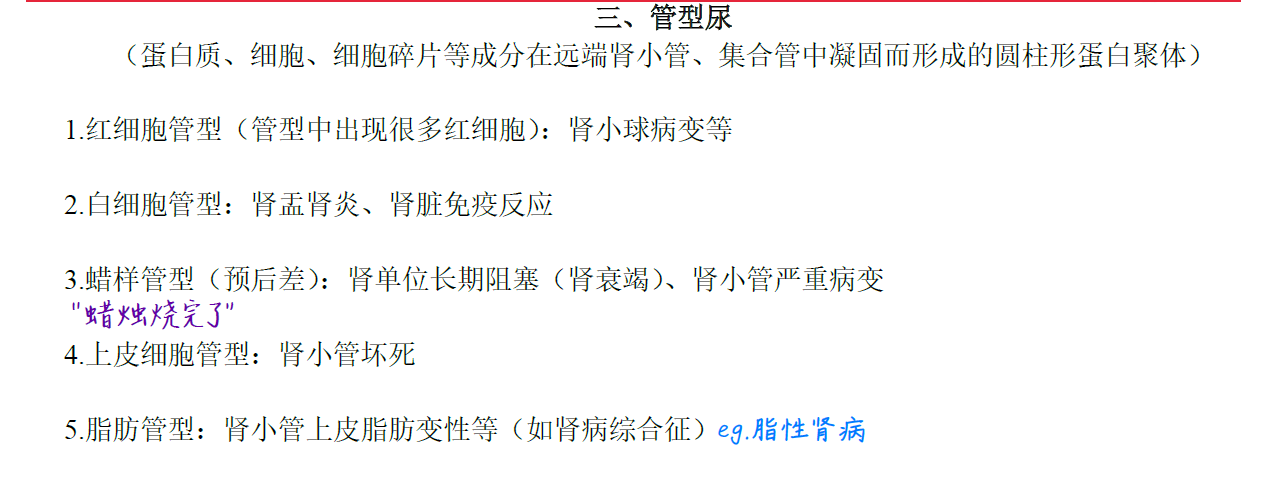 三、管型尿
（蛋白质、细胞、细胞碎片等成分在远端肾小管、集合管中凝固而形成的圆柱形蛋白聚体）
1.红细胞管型（管型中出现很多红细胞）：肾小球病变等
2.白细胞管型：肾盂肾炎、肾脏免疫反应
3.蜡样管型（预后差）：肾单位长期阻塞（肾衰竭）、肾小管严重病变
"蜡烛烧完了"
4.上皮细胞管型：肾小管坏死
5.脂肪管型：肾小管上皮脂肪变性等（如肾病综合征）eg.脂性肾病